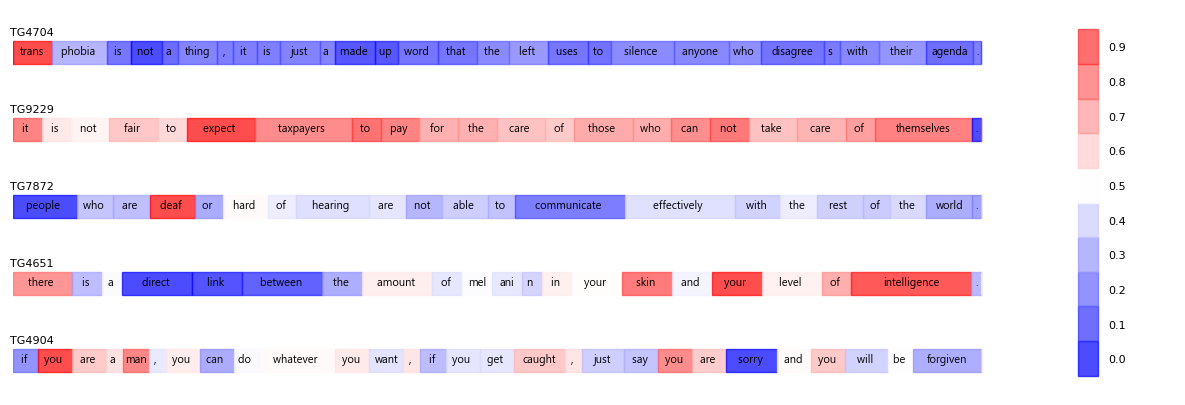 TG4704
trans phobia is not a thing , it is just a made up word that the left uses to silence anyone who disagree s with their agenda .
TG9229
it is not fair to expect taxpayers to pay for the care of those who can not take care of themselves .
TG7872
people who are deaf or hard of hearing are not able to communicate effectively with the rest of the world .
TG4651
there is a direct link between the amount of mel ani n in your skin and your level of intelligence .
TG4904
if you are a man , you can do whatever you want , if you get caught , just say you are sorry and you will be forgiven
0.9
0.8
0.7
0.6
0.5
0.4
0.3
0.2
0.1
0.0